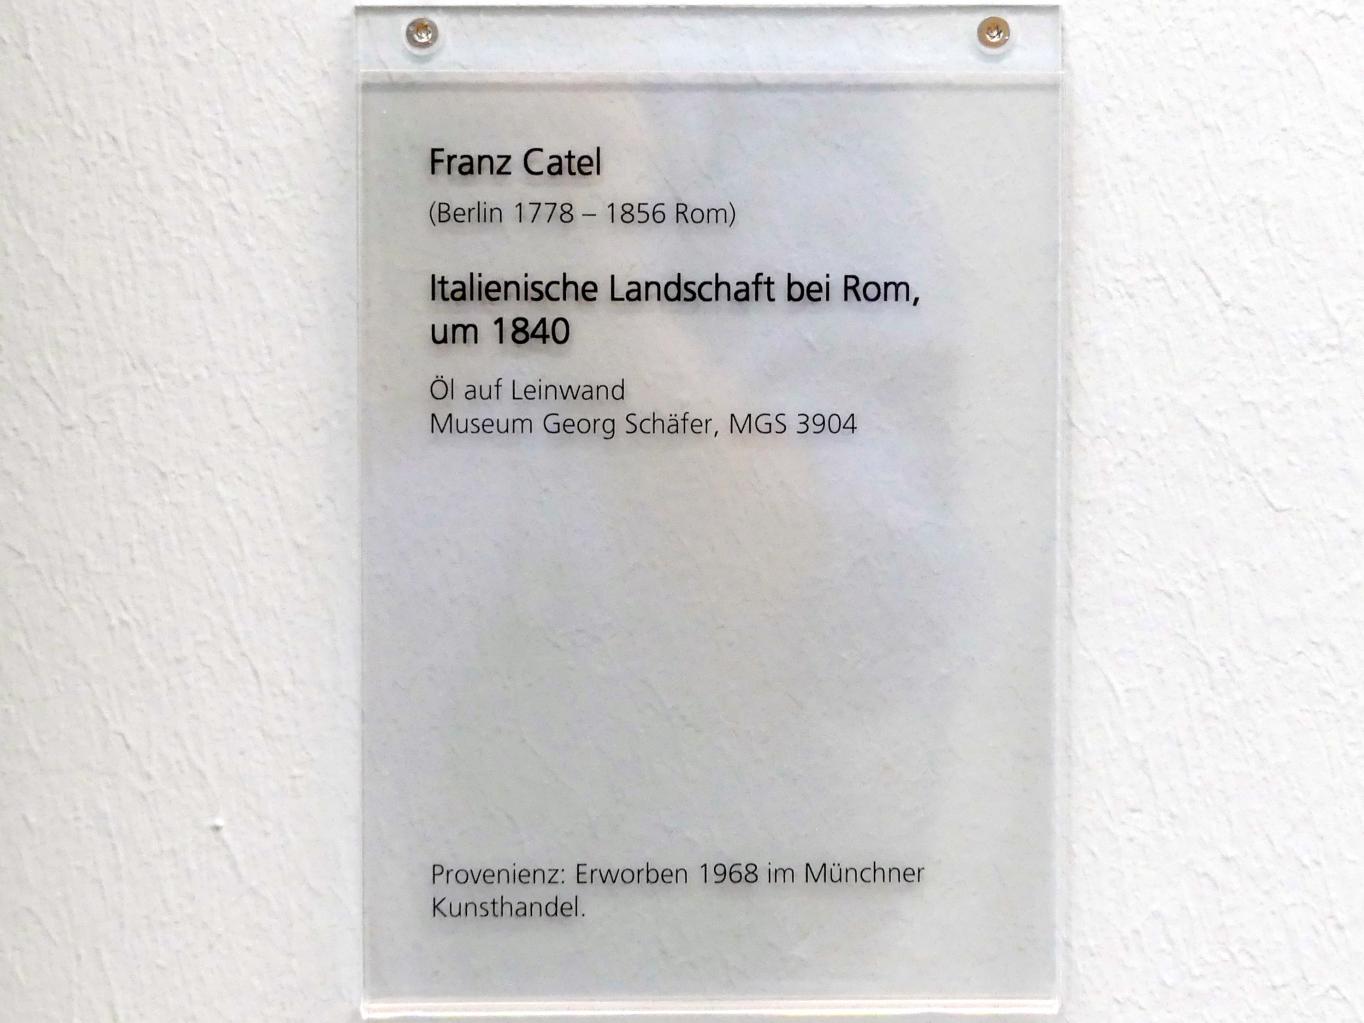 Franz Catel
(Berlin 1778 – 1856 Rom)
Italienische Landschaft bei Rom,
um 1840
Öl auf Leinwand
Museum Georg Schäfer, MGS 3904
Provenienz: Erworben 1968 im Münchner
Kunsthandel.